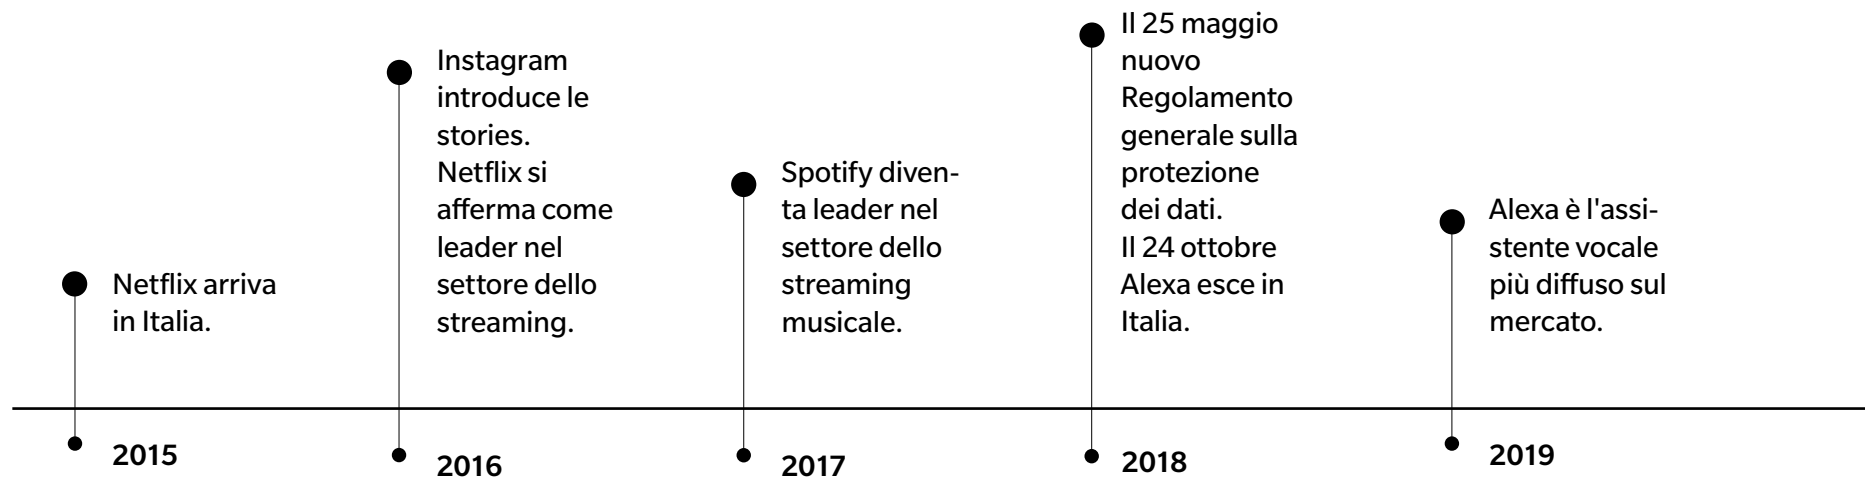 Netflix arriva
in Italia.
2015
Instagram
introduce le
stories.
Netflix si
afferma come
leader nel
settore dello
streaming.
2016
Spotify diven-
ta leader nel
settore dello
streaming
musicale.
2017
Il 25 maggio
nuovo
Regolamento
generale sulla
protezione
dei dati.
Il 24 ottobre
Alexa esce in
Italia.
2018
Alexa è l'assi-
stente vocale
più diffuso sul
mercato.
2019